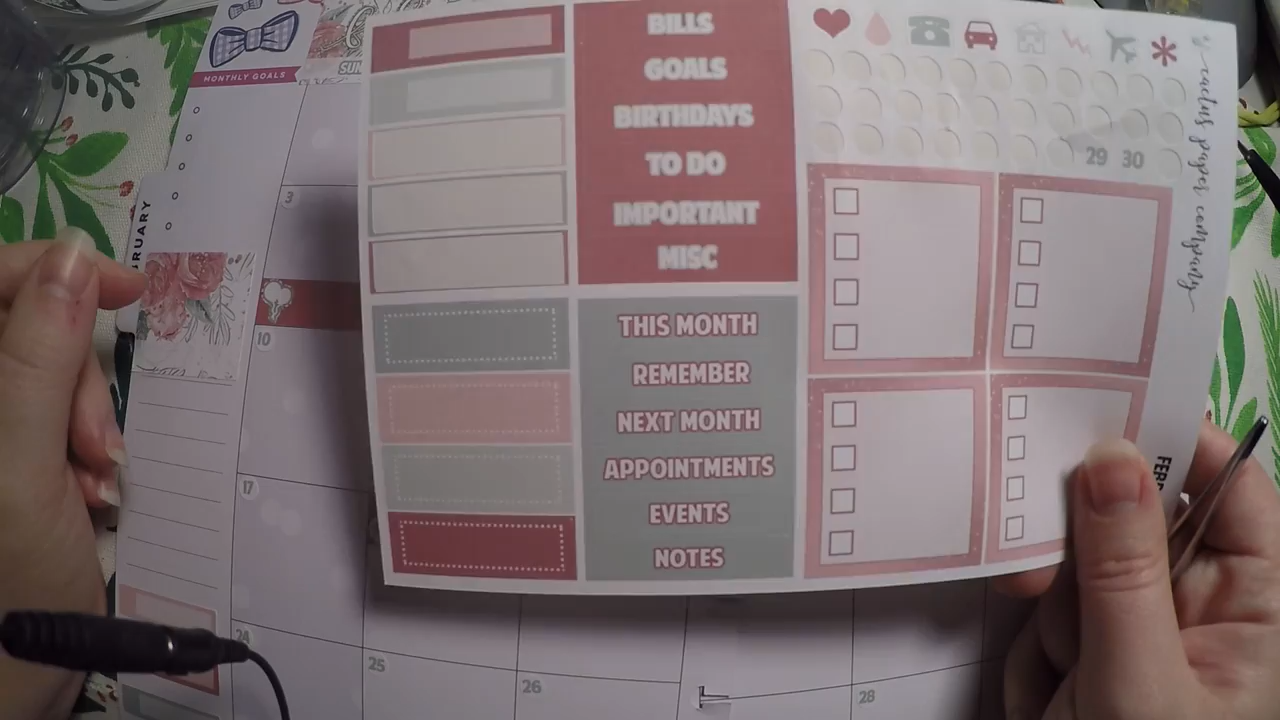 MONTHLY GOALS
SUN
BILLS
GOALS
BIRTHDAYS
TO DO
IMPORTANT
MISC
THIS MONTH
REMEMBER
NEXT MONTH
APPOINTMENTS
EVENTS
NOTES
29 30
cactus paper company
RUARY
3
10
17
24
25
26
28